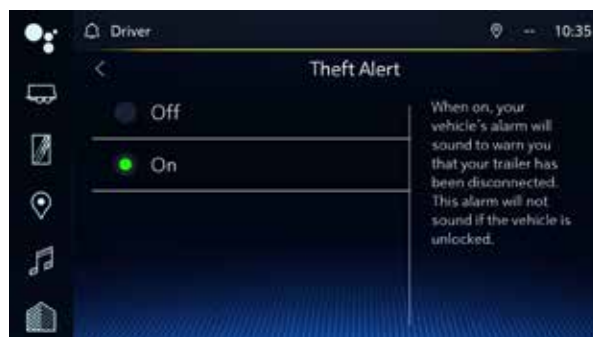 Driver
-- 10:35
Theft Alert
Off
On
When on, your
vehicle's alarm will
sound to warn you
that your trailer has
been disconnected.
This alarm will not
sound if the vehicle is
unlocked.